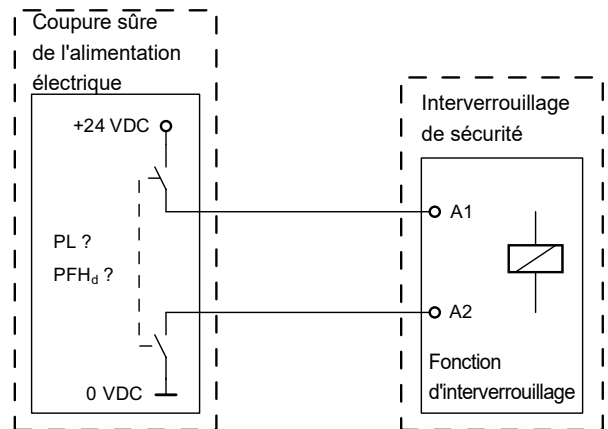 Coupure sûre
de l'alimentation
électrique
+24 VDC
PL ?
PFHd ?
0 VDC
Interverrouillage
de sécurité
A1
A2
Fonction
d'interverrouillage